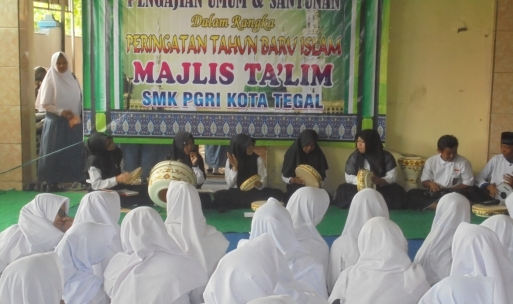 PENGAJIAN UMUM & SANTUNAN
Dalam Rangka
PERINGATAN TAHUN BARU ISLAM
MAJLIS TA'LIM
SMK PGRI KOTA TEGAL